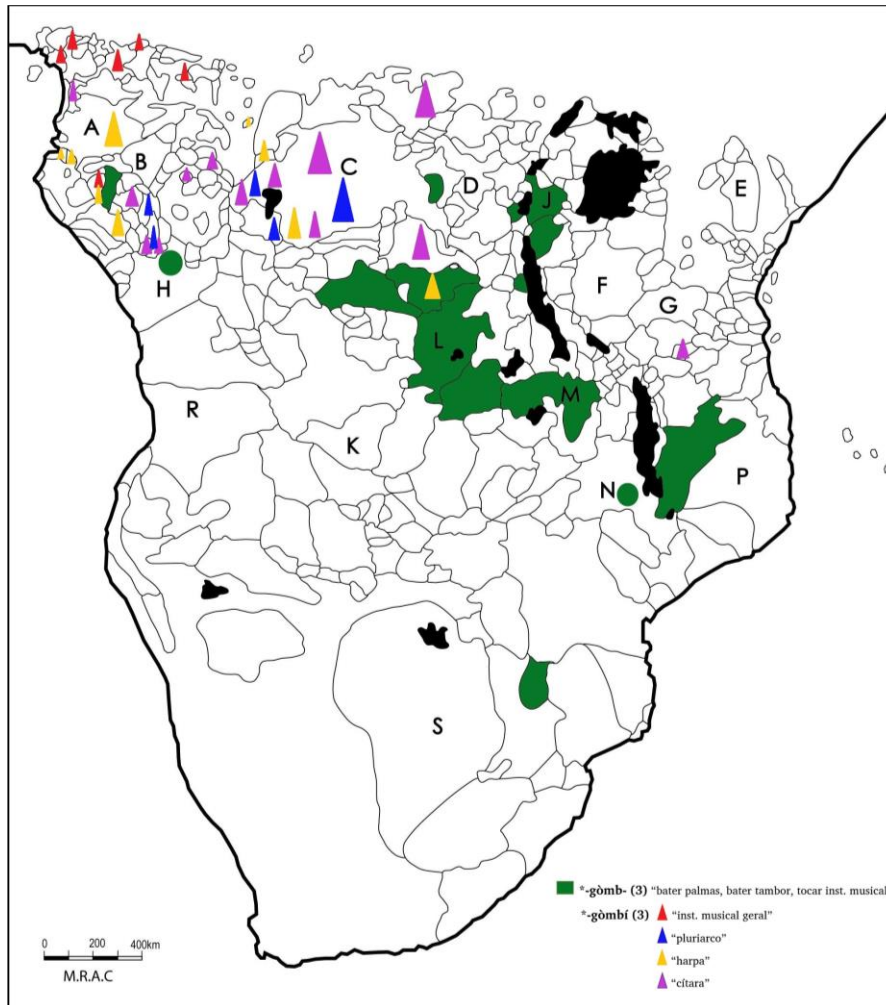 A
B
C
D
E
J
H
F
G
L
M
R
K
N
P
S
*-gòmb- (3) “bater palmas, bater tambor, tocar inst. musical
*-gòmbí (3) “inst. musical geral”
“pluriarco”
“harpa”
“cítara”
0 200 400km
M.R.A.C